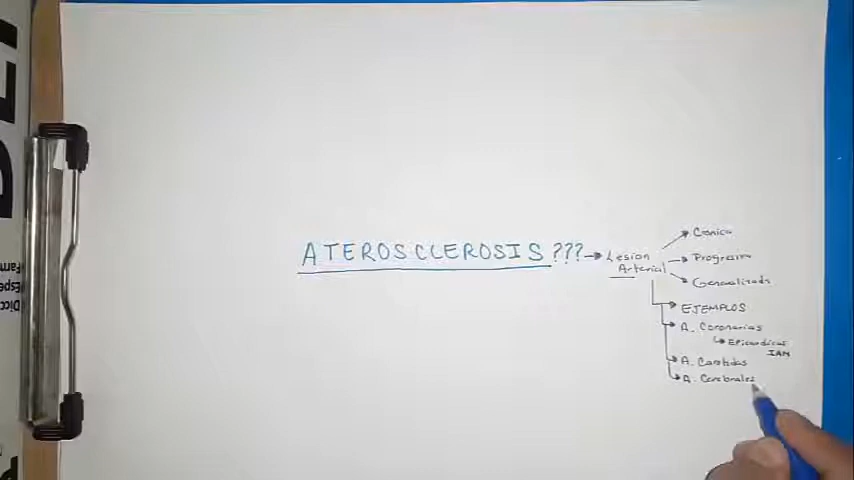 ATEROSCLEROSIS ??? → Lesion
Arterial
Cronica
Progresiva
Generalizada
EJEMPLOS
A. Coronarias
Epicardicas
IAM
A. Carotidas
A. Cerebrales